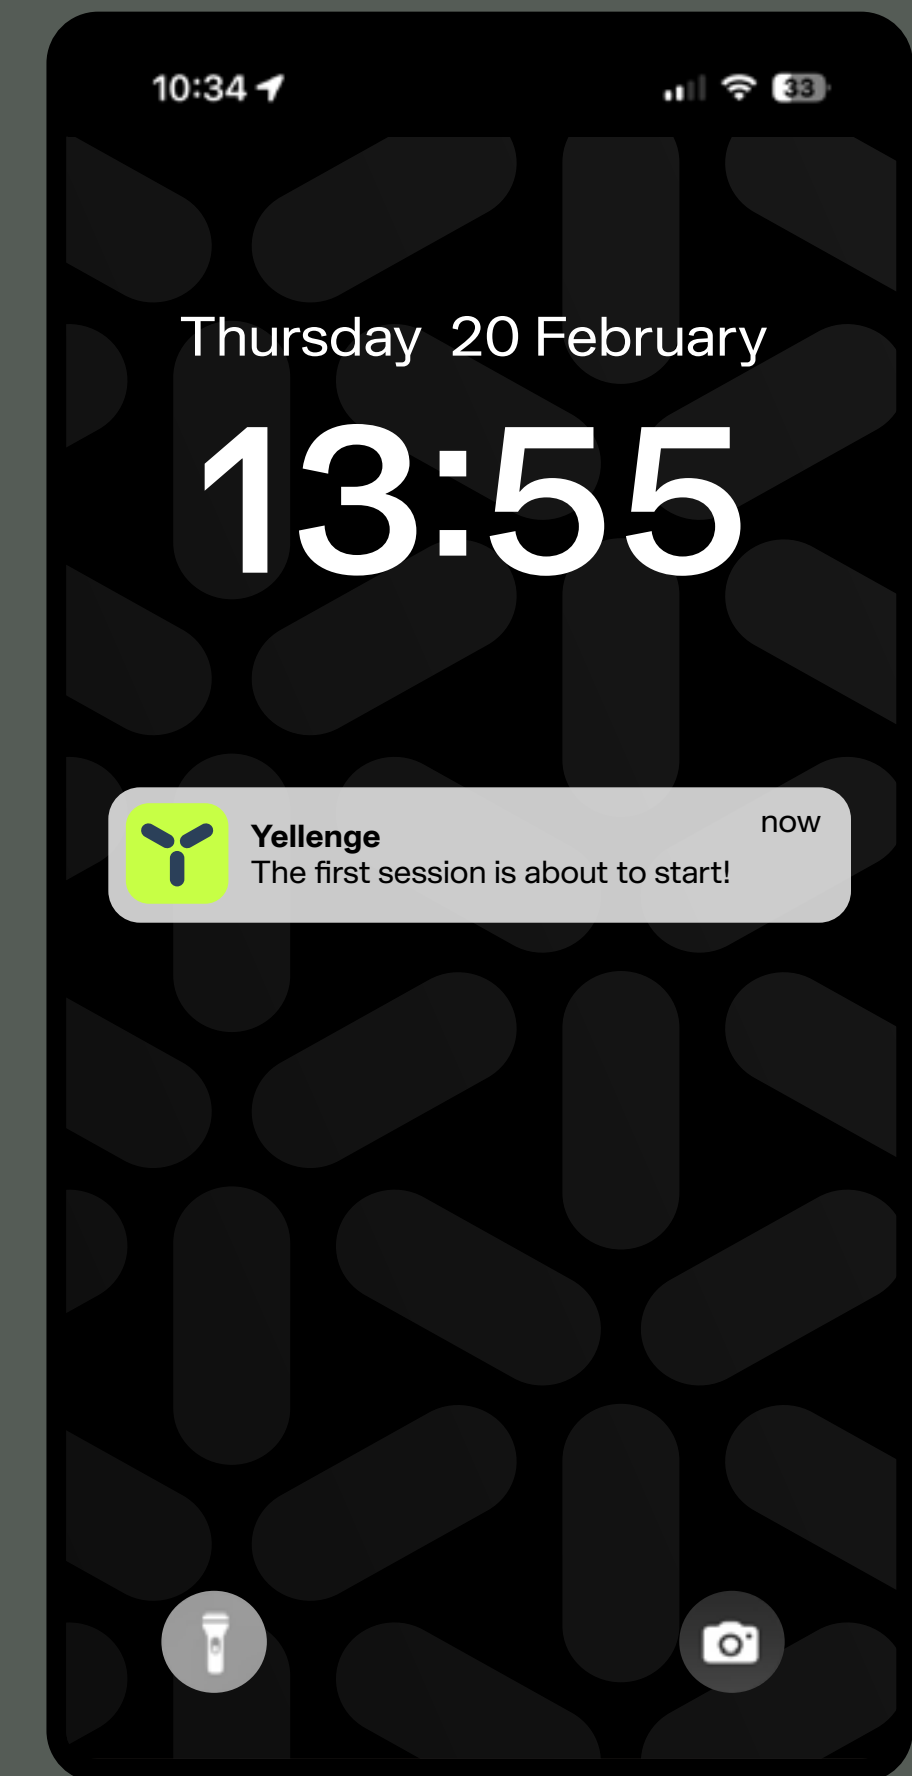 10:34 33
Thursday 20 February
13:55
now
Yellenge
The first session is about to start!